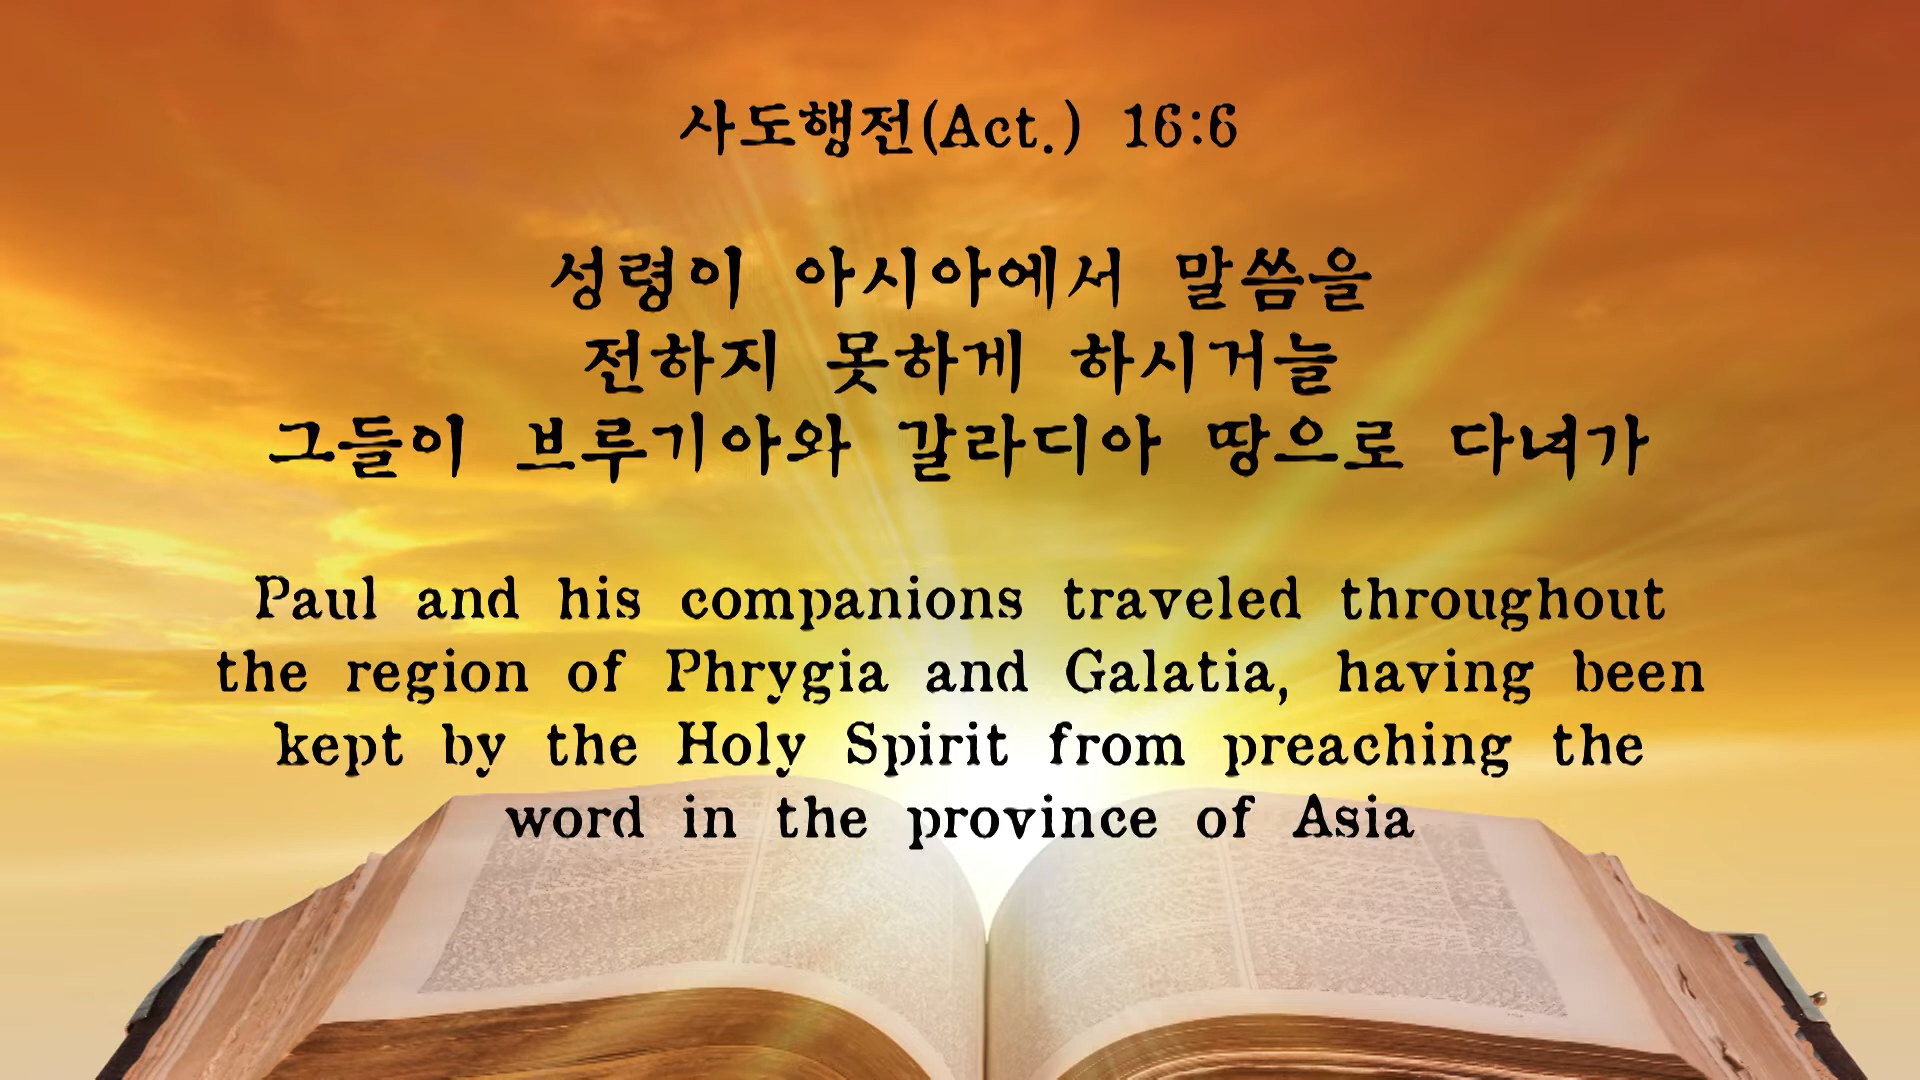 사도행전(Act.) 16:6
성령이 아시아에서 말씀을
전하지 못하게 하시거늘
그들이 브루기아와 갈라디아 땅으로 다녀가
Paul and his companions traveled throughout
the region of Phrygia and Galatia, having been
kept by the Holy Spirit from preaching the
word in the province of Asia